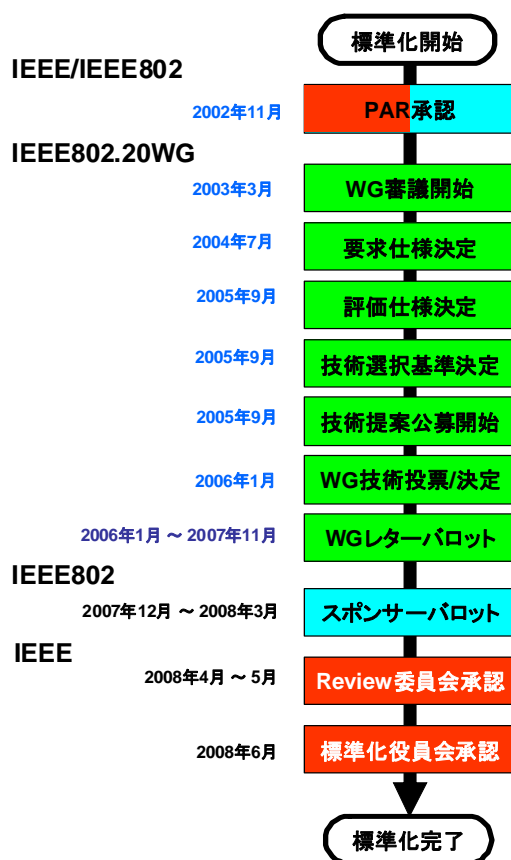 標準化開始
IEEE/IEEE802
2002年11月 PAR承認
IEEE802.20WG
2003年3月 WG審議開始
2004年7月 要求仕様決定
2005年9月 評価仕様決定
2005年9月 技術選択基準決定
2005年9月 技術提案公募開始
2006年1月 WG技術投票/決定
2006年1月 ～ 2007年11月 WGレターバロット
IEEE802
2007年12月 ～ 2008年3月 スポンサーバロット
IEEE
2008年4月 ～ 5月 Review委員会承認
2008年6月 標準化役員会承認
標準化完了